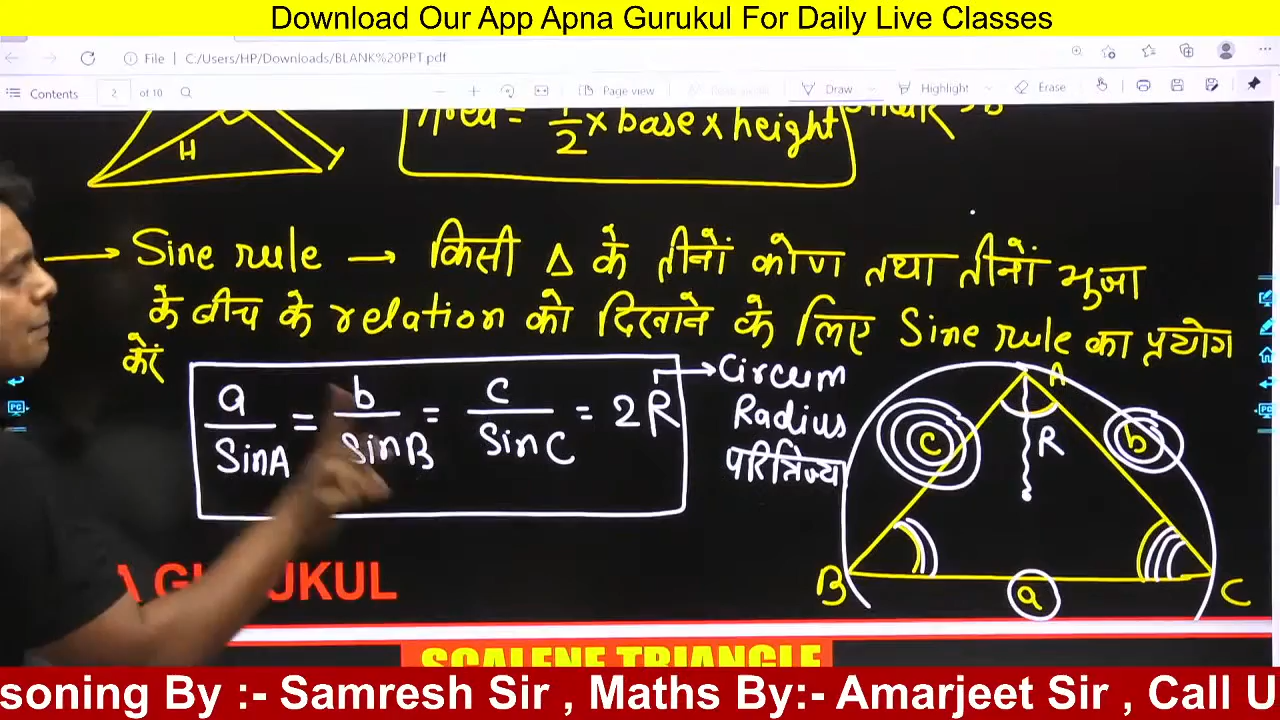 Download Our App Apna Gurukul For Daily Live Classes
File C:/Users/HP/Downloads/BLANK%20PPT.pdf
Contents 2 of 10 Page view Draw Highlight Erase
H
Area = 1/2 × base × height
→ Sine rule → किसी Δ के तीनों कोण तथा तीनों भुजा
के बीच के relation को दिखाने के लिए Sine rule का प्रयोग
करें
a/SinA = b/SinB = c/SinC = 2R
→ Circum
Radius
परित्रिज्या
A
c R b
B a C
GURUKUL
SCALENE TRIANGLE
soning By :- Samresh Sir , Maths By:- Amarjeet Sir , Call U